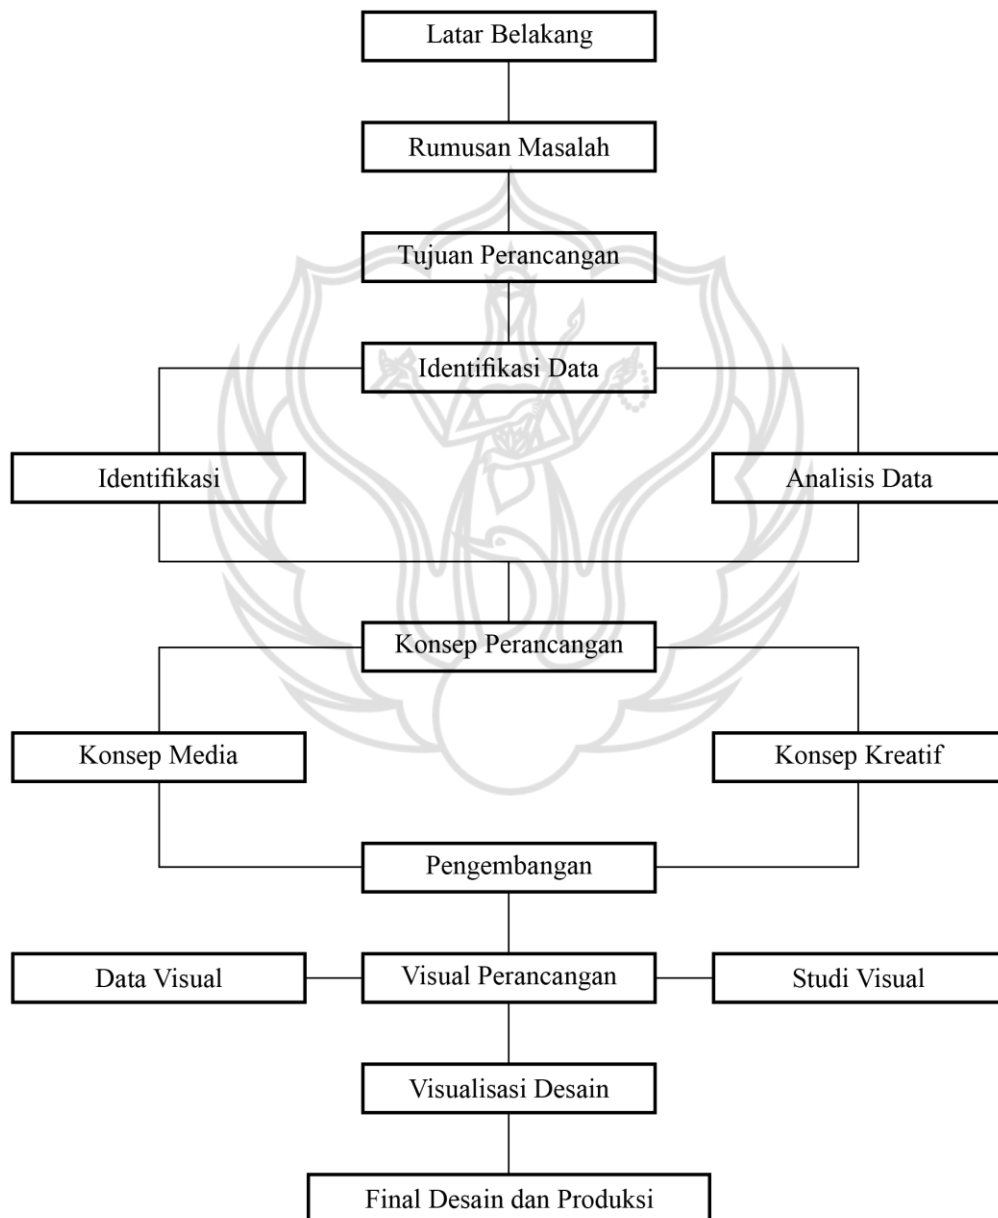 Latar Belakang
Rumusan Masalah
Tujuan Perancangan
Identifikasi Data
Identifikasi
Analisis Data
Konsep Perancangan
Konsep Media
Konsep Kreatif
Pengembangan
Data Visual
Visual Perancangan
Studi Visual
Visualisasi Desain
Final Desain dan Produksi